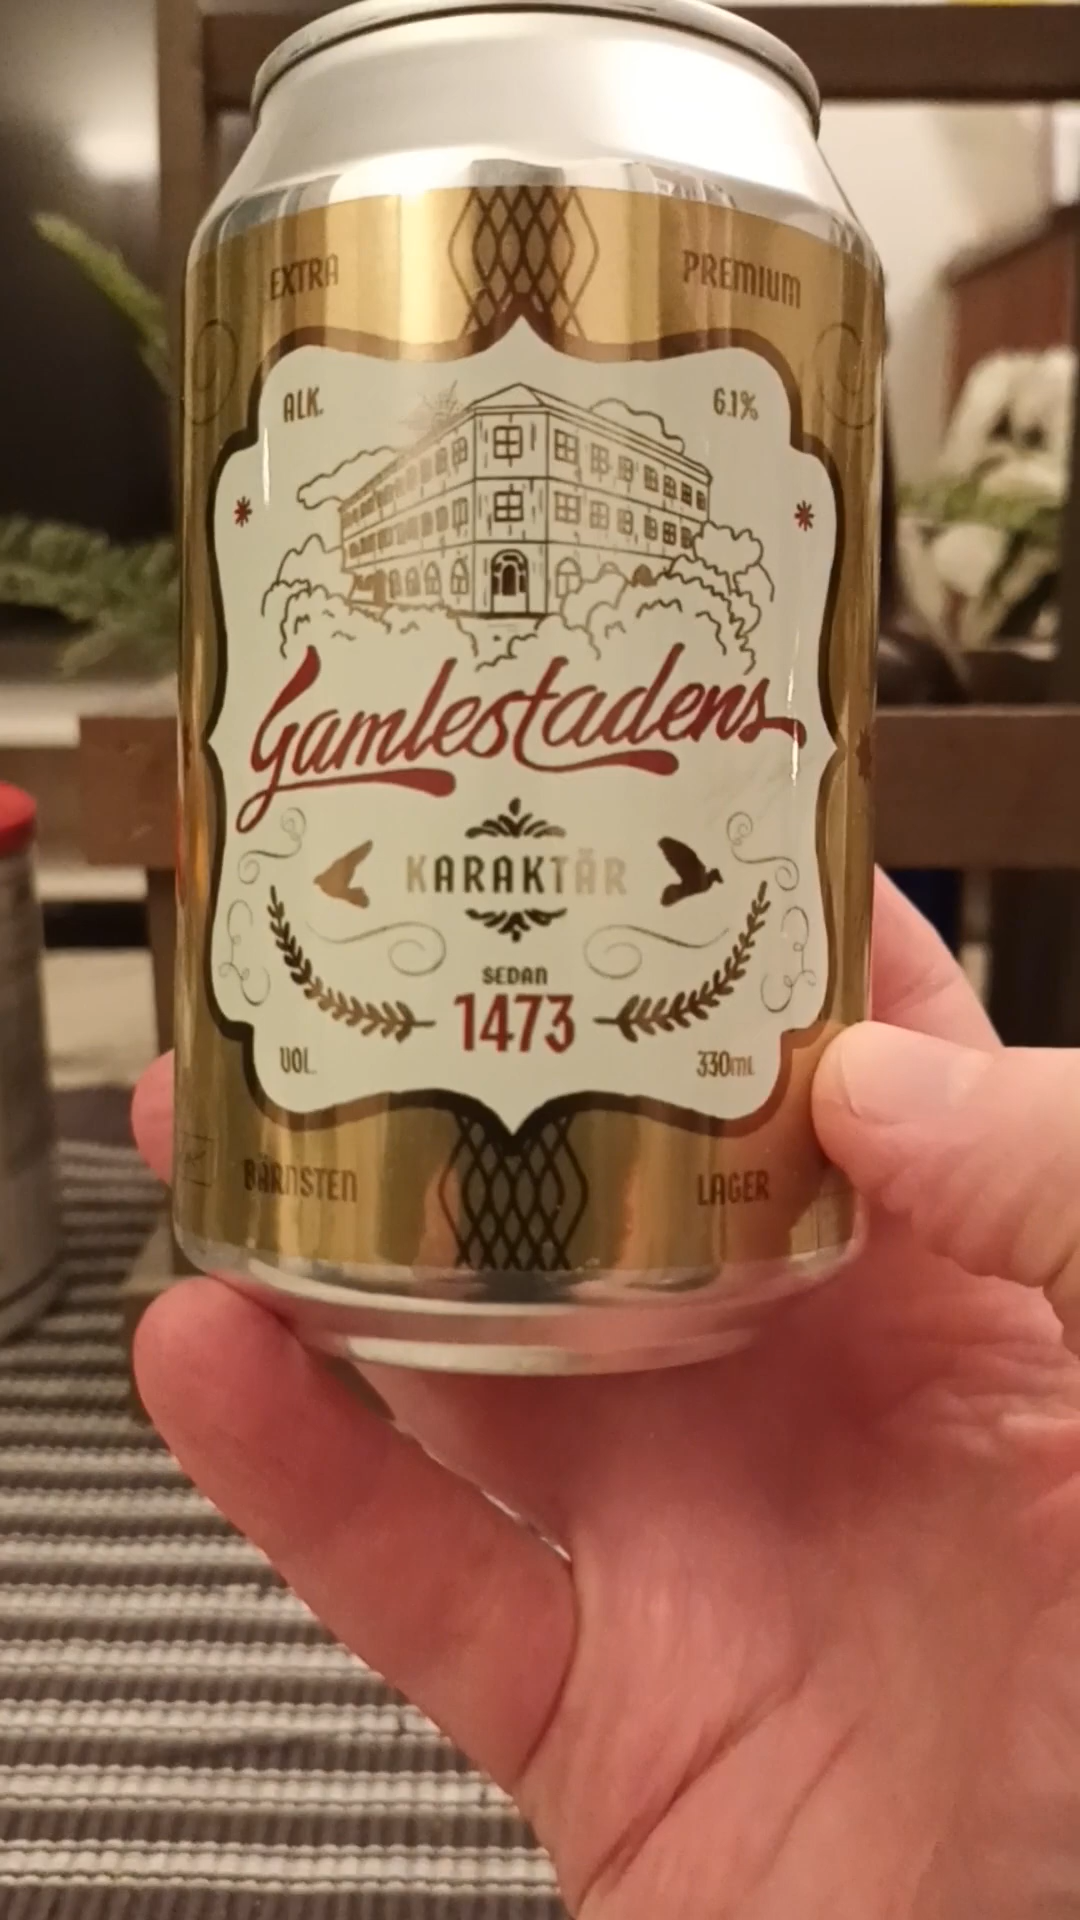 EXTRA PREMIUM
ALK. 6.1%
Gamlestadens
KARAKTÄR
SEDAN
1473
VOL. 330ML
BÄRNSTEN LAGER